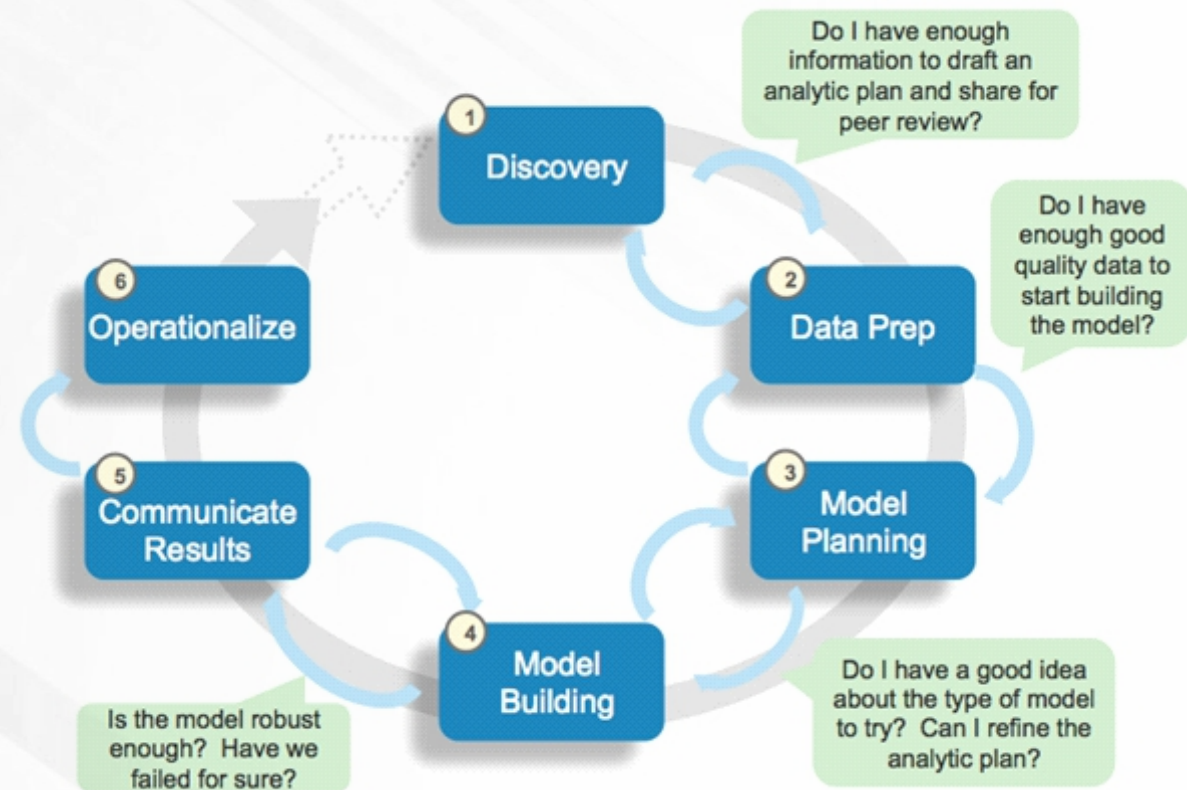 1
Discovery
Do I have enough
information to draft an
analytic plan and share for
peer review?
2
Data Prep
Do I have
enough good
quality data to
start building
the model?
3
Model
Planning
Do I have a good idea
about the type of model
to try? Can I refine the
analytic plan?
4
Model
Building
Is the model robust
enough? Have we
failed for sure?
5
Communicate
Results
6
Operationalize